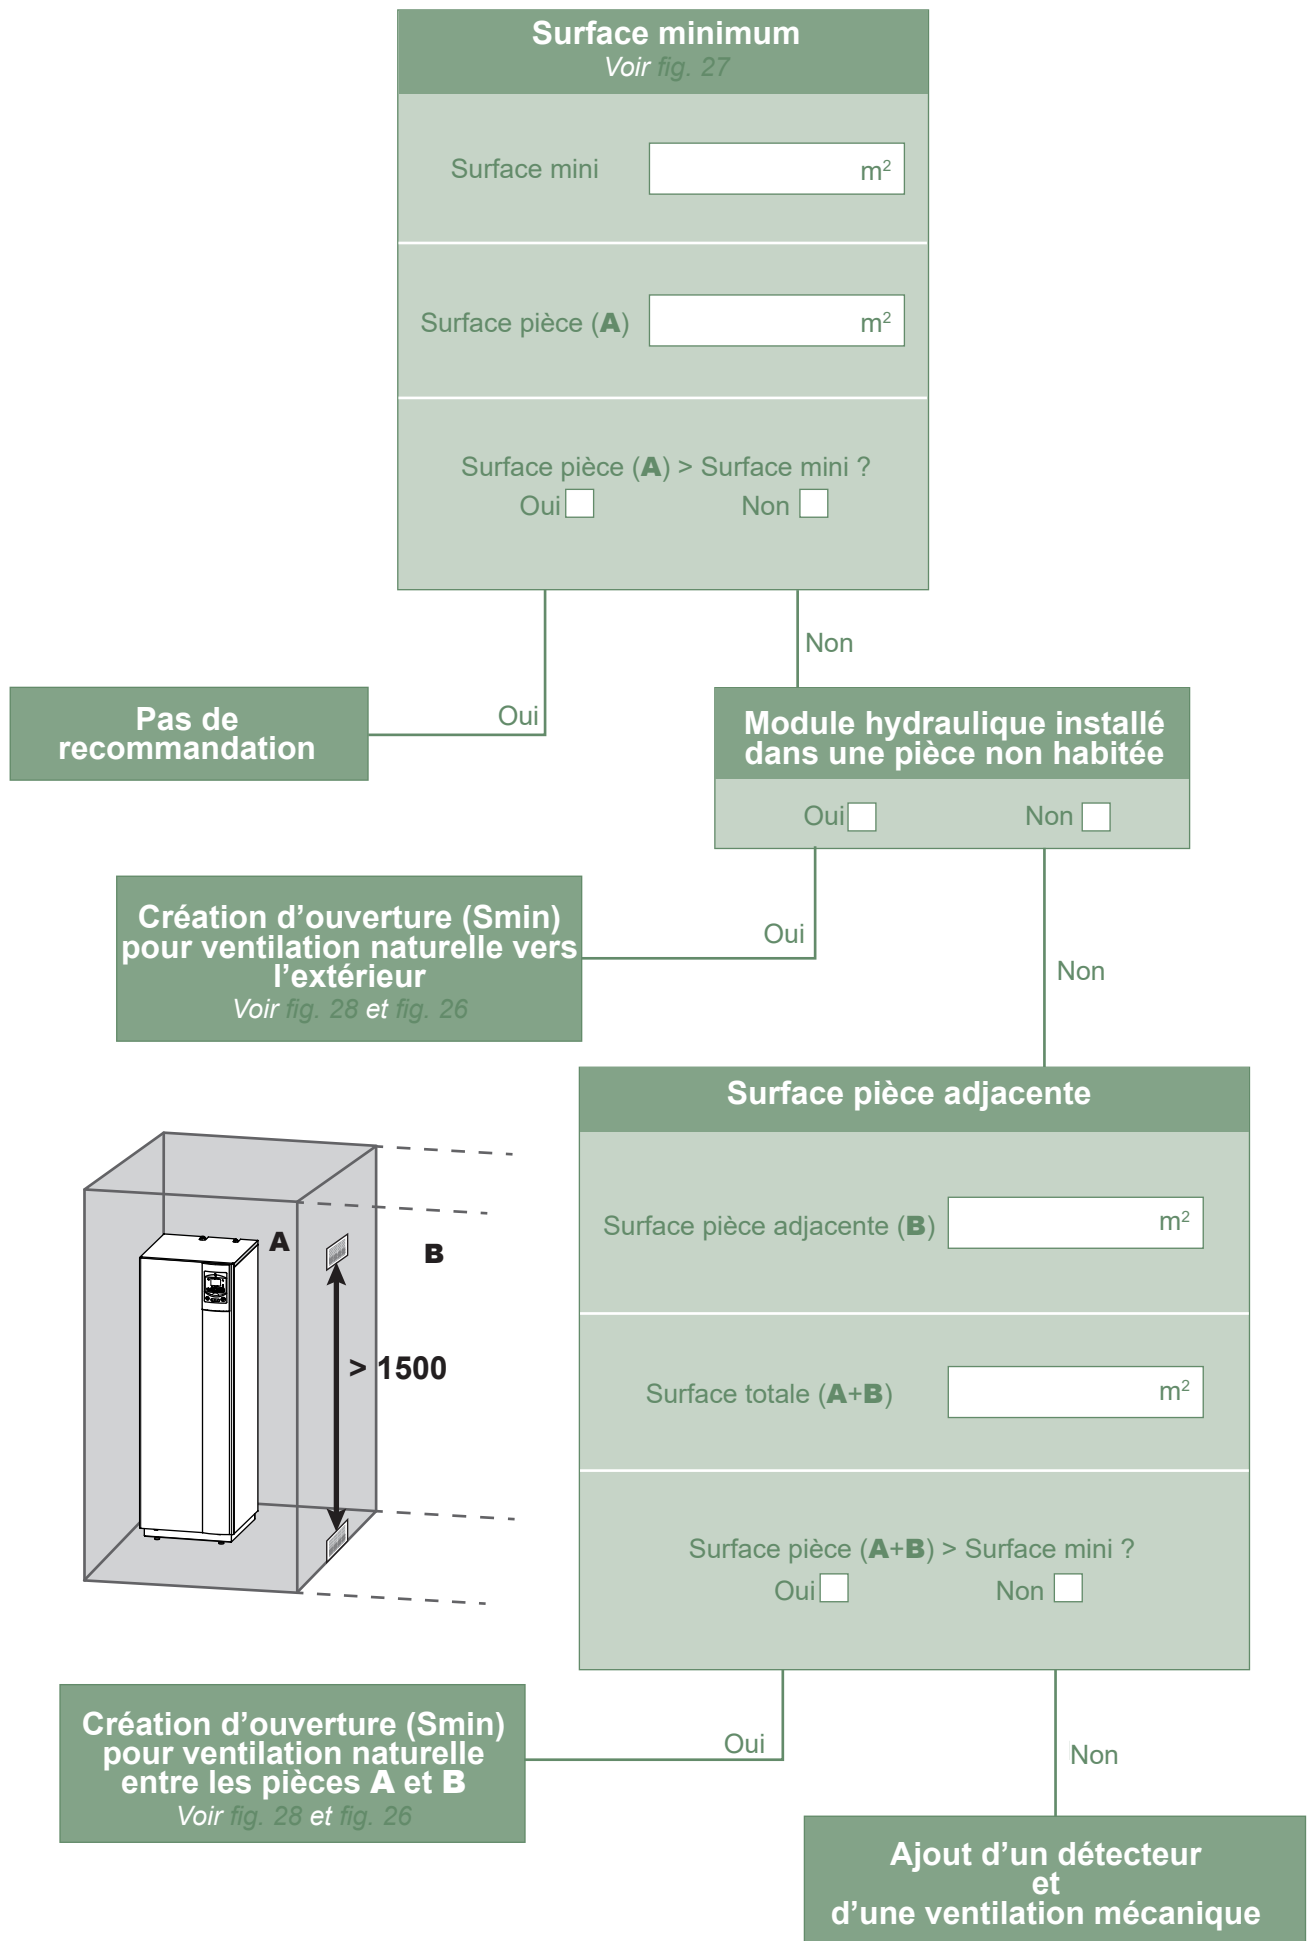 Surface minimum
Voir fig. 27
Surface mini
m²
Surface pièce (A)
m²
Surface pièce (A) > Surface mini ?
Oui
Non
Non
Oui
Pas de
recommandation
Module hydraulique installé
dans une pièce non habitée
Oui
Non
Création d’ouverture (Smin)
pour ventilation naturelle vers
l’extérieur
Voir fig. 28 et fig. 26
Oui
Non
Surface pièce adjacente
Surface pièce adjacente (B)
m²
Surface totale (A+B)
m²
Surface pièce (A+B) > Surface mini ?
Oui
Non
A
B
> 1500
Création d’ouverture (Smin)
pour ventilation naturelle
entre les pièces A et B
Voir fig. 28 et fig. 26
Oui
Non
Ajout d’un détecteur
et
d’une ventilation mécanique